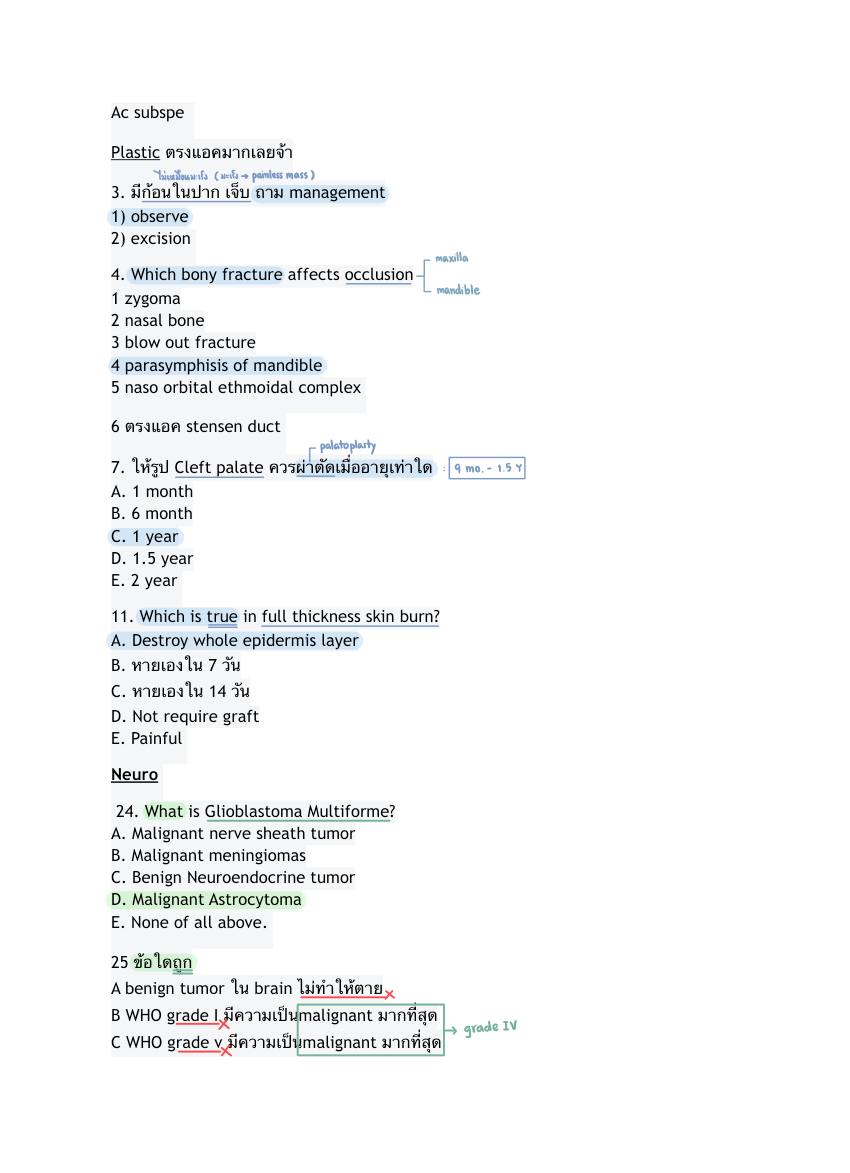 Ac subspe
Plastic ตรงแอคมากเลยจ้า
ไม่เหมือนมะเร็ง (มะเร็ง → painless mass)
3. มีก้อนในปาก เจ็บ ถาม management
1) observe
2) excision
maxilla
4. Which bony fracture affects occlusion
mandible
1 zygoma
2 nasal bone
3 blow out fracture
4 parasymphisis of mandible
5 naso orbital ethmoidal complex
6 ตรงแอค stensen duct
palatoplasty
7. ให้รูป Cleft palate ควรผ่าตัดเมื่ออายุเท่าใด : 9 mo. - 1.5 Y
A. 1 month
B. 6 month
C. 1 year
D. 1.5 year
E. 2 year
11. Which is true in full thickness skin burn?
A. Destroy whole epidermis layer
B. หายเองใน 7 วัน
C. หายเองใน 14 วัน
D. Not require graft
E. Painful
Neuro
24. What is Glioblastoma Multiforme?
A. Malignant nerve sheath tumor
B. Malignant meningiomas
C. Benign Neuroendocrine tumor
D. Malignant Astrocytoma
E. None of all above.
25 ข้อใดถูก
A benign tumor ใน brain ไม่ทำให้ตาย
B WHO grade I มีความเป็นmalignant มากที่สุด
→ grade IV
C WHO grade v มีความเป็นmalignant มากที่สุด